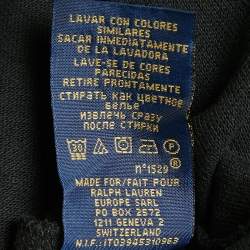 LAVAR CON COLORES
SIMILARES
SACAR INMEDIATAMENTE
DE LA LAVADORA
LAVE-SE DE CORES
PARECIDAS
RETIRE PRONTAMENTE
СТИРАТЬ КАК ЦВЕТНОЕ
БЕЛЬЕ
ИЗВЛЕЧЬ СРАЗУ
ПОСЛЕ СТИРКИ
30
n°1529
®
MADE FOR/FAIT POUR
RALPH LAUREN
EUROPE SARL
PO BOX 2572
1211 GENEVA 2
SWITZERLAND
N.I.F.:IT03945310963